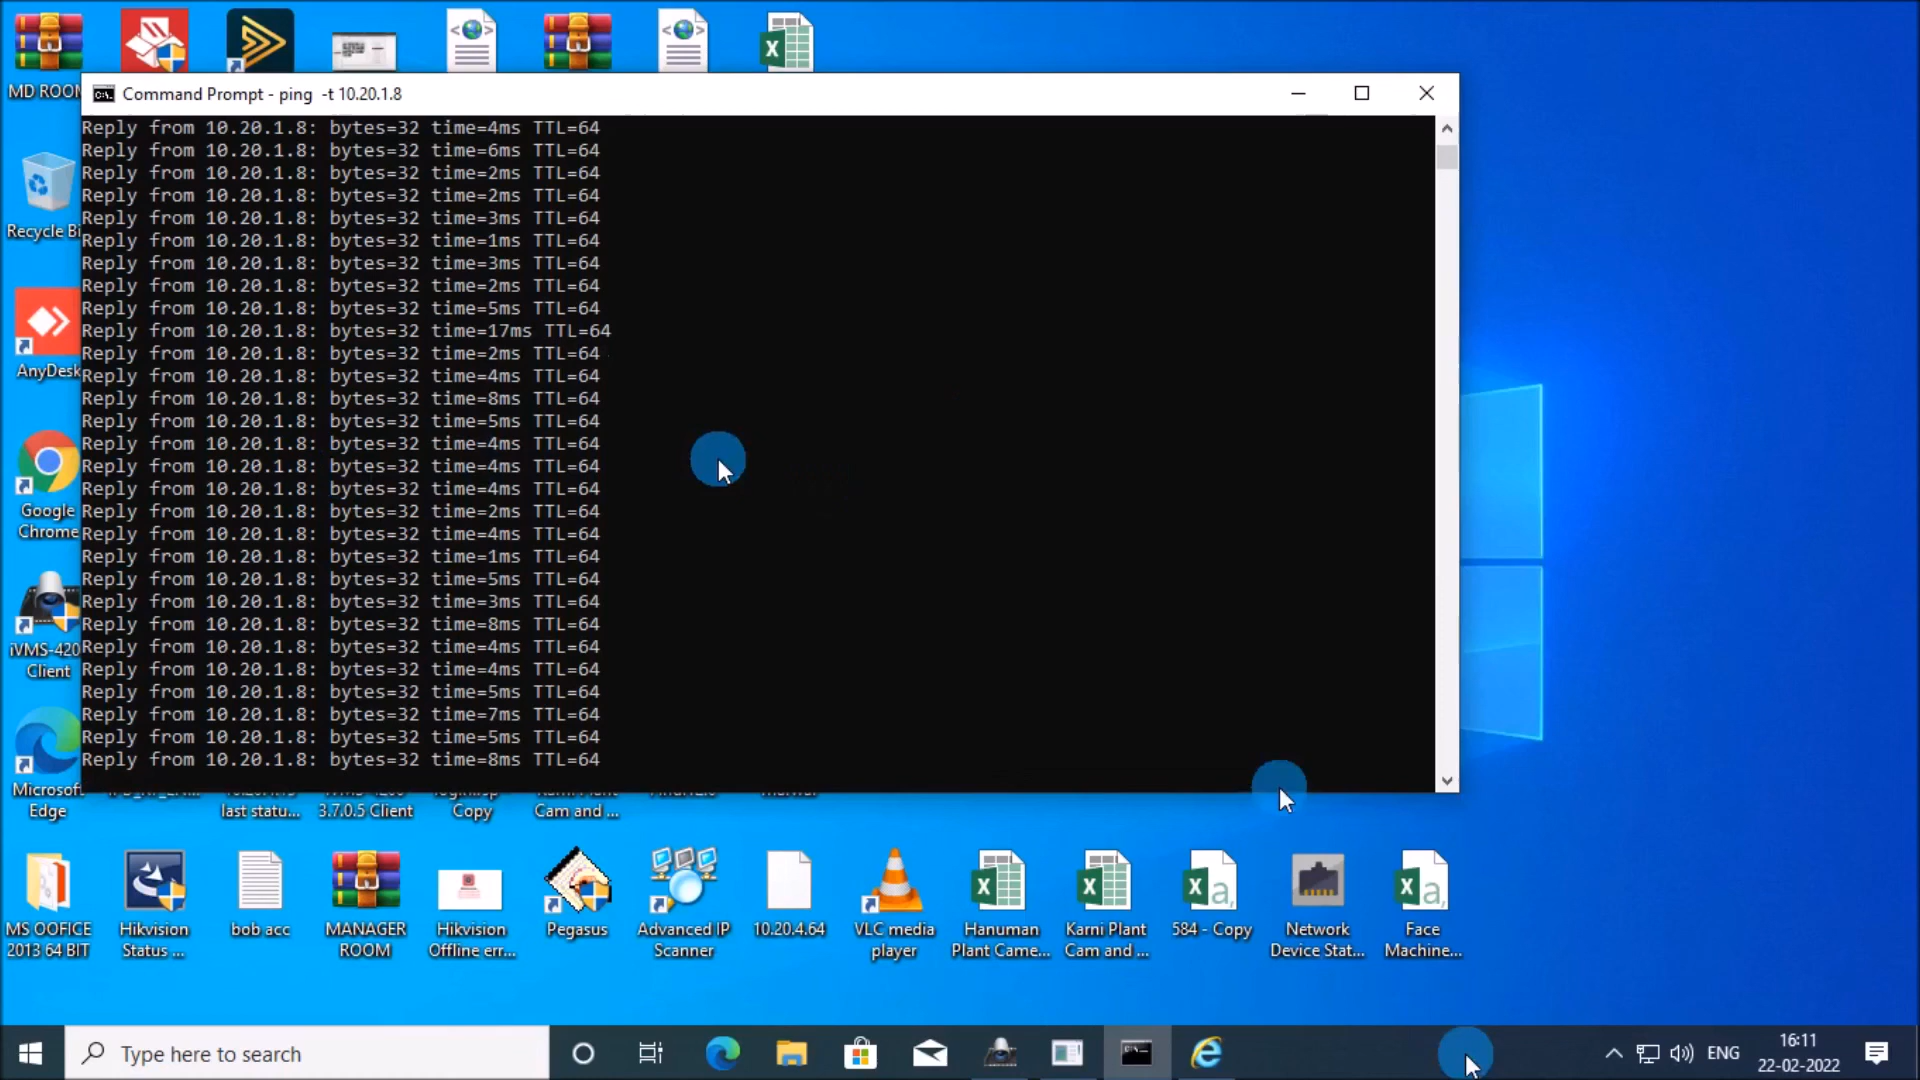 MD ROOM
Command Prompt - ping  -t 10.20.1.8
Reply from 10.20.1.8: bytes=32 time=4ms TTL=64
Reply from 10.20.1.8: bytes=32 time=6ms TTL=64
Reply from 10.20.1.8: bytes=32 time=2ms TTL=64
Reply from 10.20.1.8: bytes=32 time=2ms TTL=64
Reply from 10.20.1.8: bytes=32 time=3ms TTL=64
Reply from 10.20.1.8: bytes=32 time=1ms TTL=64
Reply from 10.20.1.8: bytes=32 time=3ms TTL=64
Reply from 10.20.1.8: bytes=32 time=2ms TTL=64
Reply from 10.20.1.8: bytes=32 time=5ms TTL=64
Reply from 10.20.1.8: bytes=32 time=17ms TTL=64
Reply from 10.20.1.8: bytes=32 time=2ms TTL=64
Reply from 10.20.1.8: bytes=32 time=4ms TTL=64
Reply from 10.20.1.8: bytes=32 time=8ms TTL=64
Reply from 10.20.1.8: bytes=32 time=5ms TTL=64
Reply from 10.20.1.8: bytes=32 time=4ms TTL=64
Reply from 10.20.1.8: bytes=32 time=4ms TTL=64
Reply from 10.20.1.8: bytes=32 time=4ms TTL=64
Reply from 10.20.1.8: bytes=32 time=2ms TTL=64
Reply from 10.20.1.8: bytes=32 time=4ms TTL=64
Reply from 10.20.1.8: bytes=32 time=1ms TTL=64
Reply from 10.20.1.8: bytes=32 time=5ms TTL=64
Reply from 10.20.1.8: bytes=32 time=3ms TTL=64
Reply from 10.20.1.8: bytes=32 time=8ms TTL=64
Reply from 10.20.1.8: bytes=32 time=4ms TTL=64
Reply from 10.20.1.8: bytes=32 time=4ms TTL=64
Reply from 10.20.1.8: bytes=32 time=5ms TTL=64
Reply from 10.20.1.8: bytes=32 time=7ms TTL=64
Reply from 10.20.1.8: bytes=32 time=5ms TTL=64
Reply from 10.20.1.8: bytes=32 time=8ms TTL=64
Recycle Bi
AnyDesk
Google
Chrome
iVMS-420
Client
Microsoft
Edge
last statu...
3.7.0.5 Client
Copy
Cam and ...
MS OOFICE
2013 64 BIT
Hikvision
Status ...
bob acc
MANAGER
ROOM
Hikvision
Offline err...
Pegasus
Advanced IP
Scanner
10.20.4.64
VLC media
player
Hanuman
Plant Came...
Karni Plant
Cam and ...
584 - Copy
Network
Device Stat...
Face
Machine...
Type here to search
ENG
16:11
22-02-2022